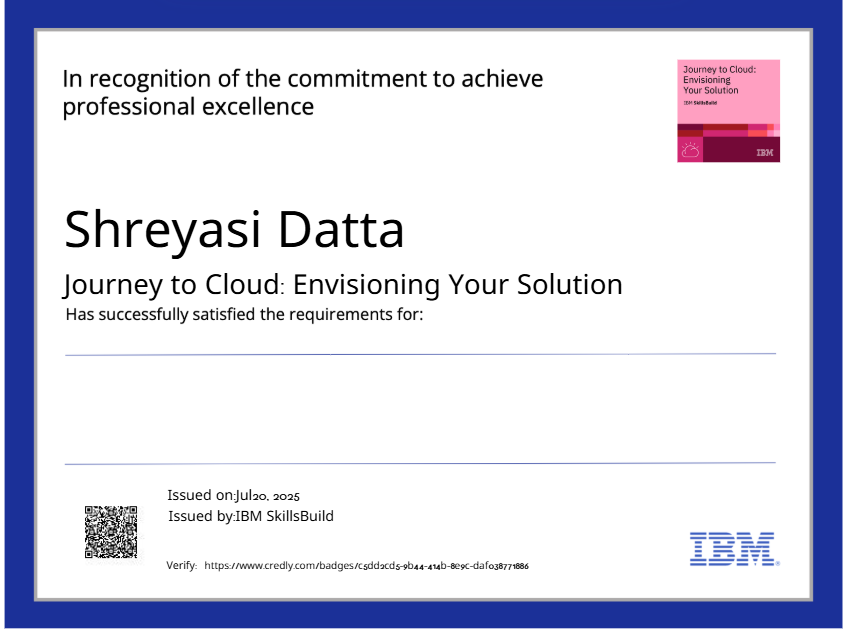 In recognition of the commitment to achieve
professional excellence
Journey to Cloud:
Envisioning
Your Solution
IBM SkillsBuild
IBM
Shreyasi Datta
Journey to Cloud: Envisioning Your Solution
Has successfully satisfied the requirements for:
Issued on:Jul20, 2025
Issued by:IBM SkillsBuild
IBM
Verify: https://www.credly.com/badges/c5dd2cd5-9b44-414b-8e9c-daf038771886